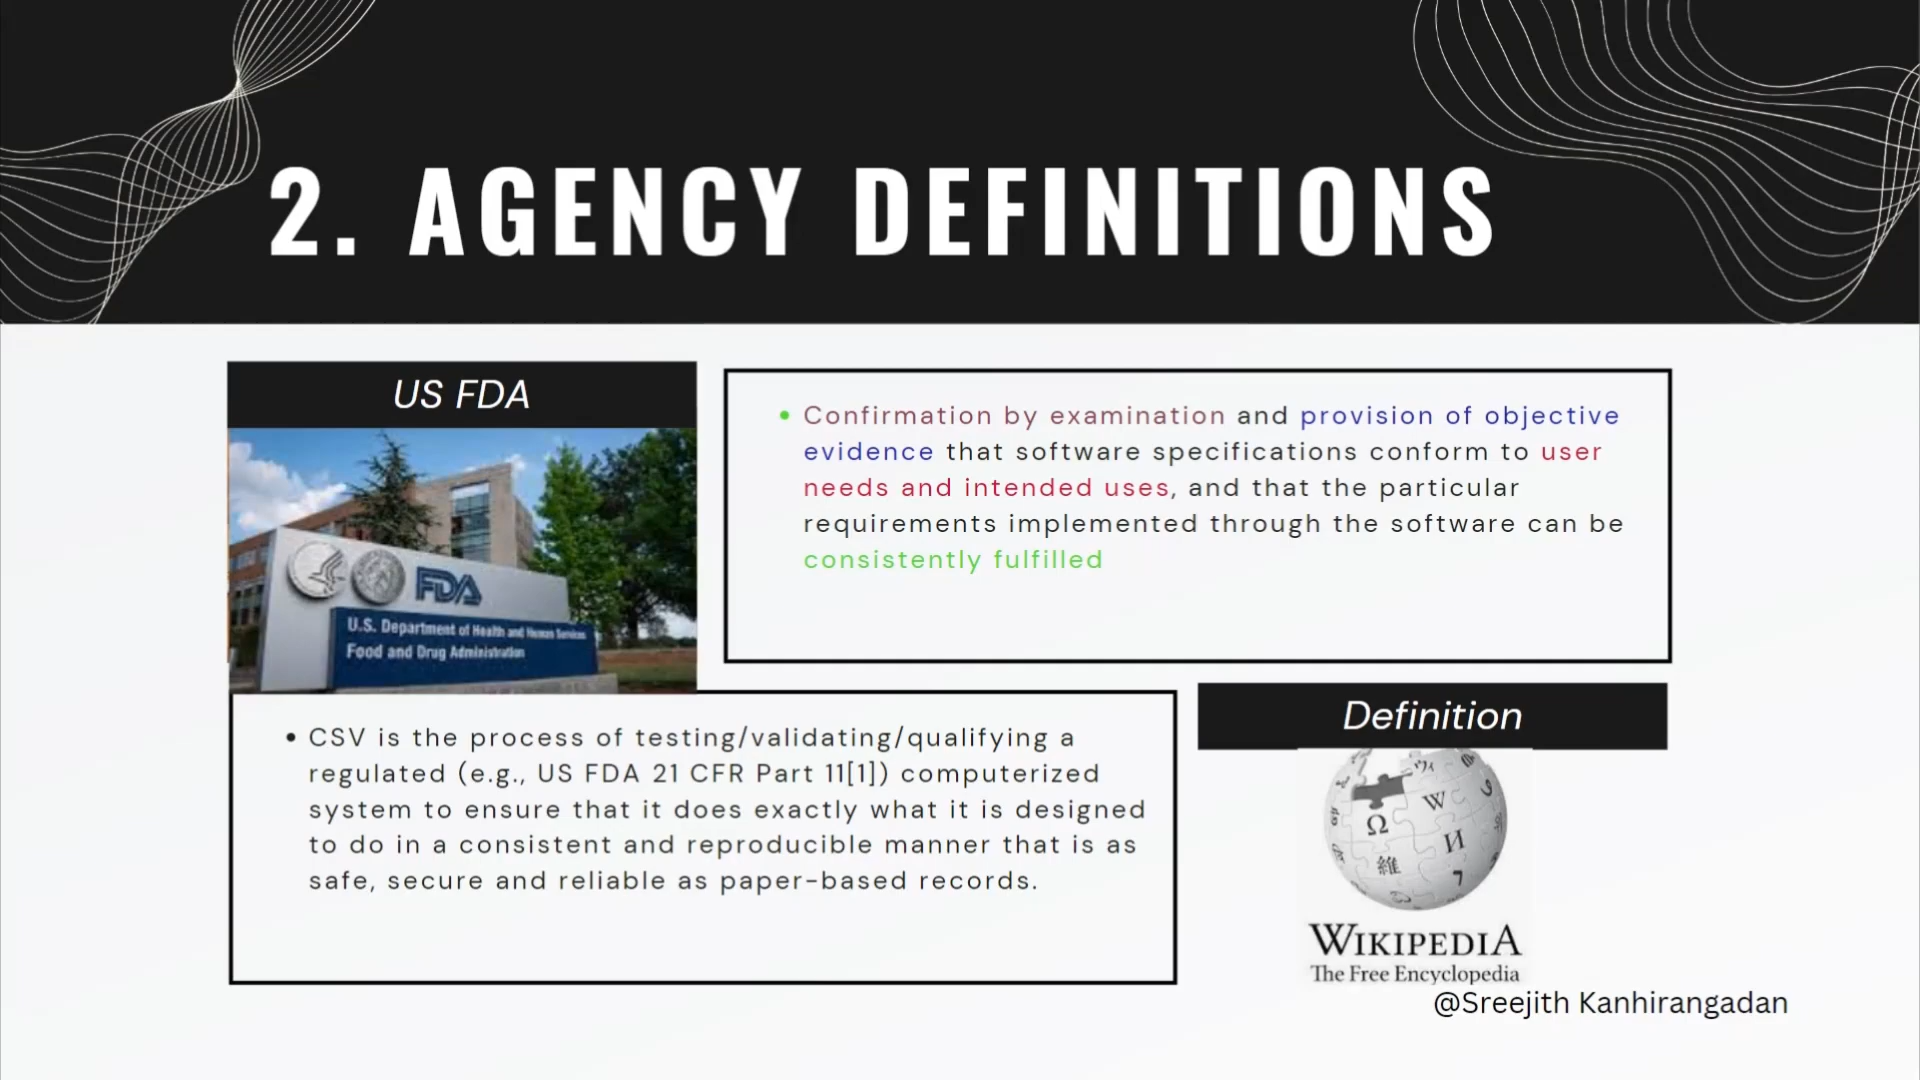 2. AGENCY DEFINITIONS
US FDA
FDA
U.S. Department of Health and Human Services
Food and Drug Administration
• Confirmation by examination and provision of objective
evidence that software specifications conform to user
needs and intended uses, and that the particular
requirements implemented through the software can be
consistently fulfilled
• CSV is the process of testing/validating/qualifying a
regulated (e.g., US FDA 21 CFR Part 11[1]) computerized
system to ensure that it does exactly what it is designed
to do in a consistent and reproducible manner that is as
safe, secure and reliable as paper-based records.
Definition
Ω W И 維
WIKIPEDIA
The Free Encyclopedia
@Sreejith Kanhirangadan